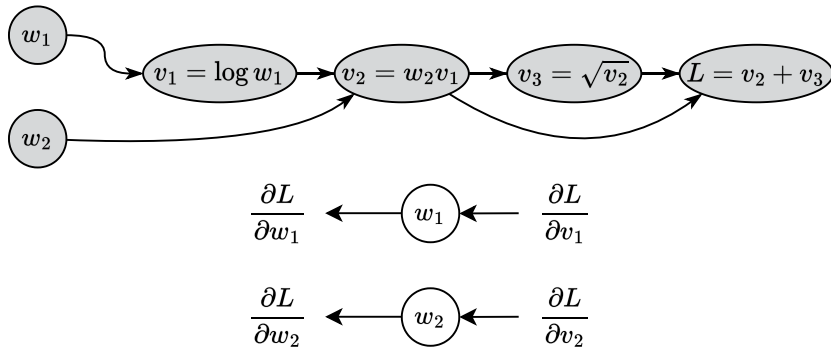 w₁
v₁ = log w₁ v₂ = w₂v₁ v₃ = √v₂ L = v₂ + v₃
w₂
∂L/∂w₁ w₁ ∂L/∂v₁
∂L/∂w₂ w₂ ∂L/∂v₂